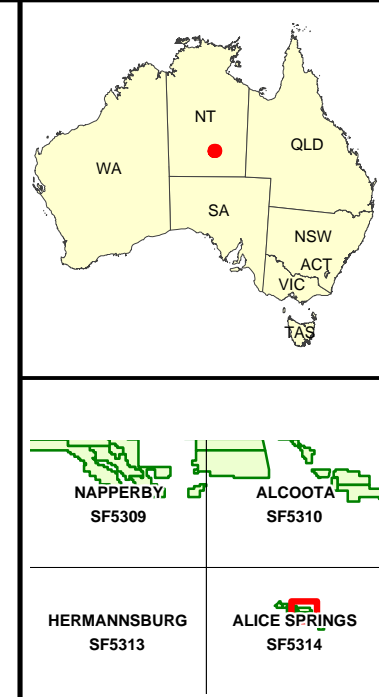 NT
QLD
WA
SA
NSW
ACT
VIC
TAS
NAPPERBY ALCOOTA
SF5309 SF5310
HERMANNSBURG ALICE SPRINGS
SF5313 SF5314